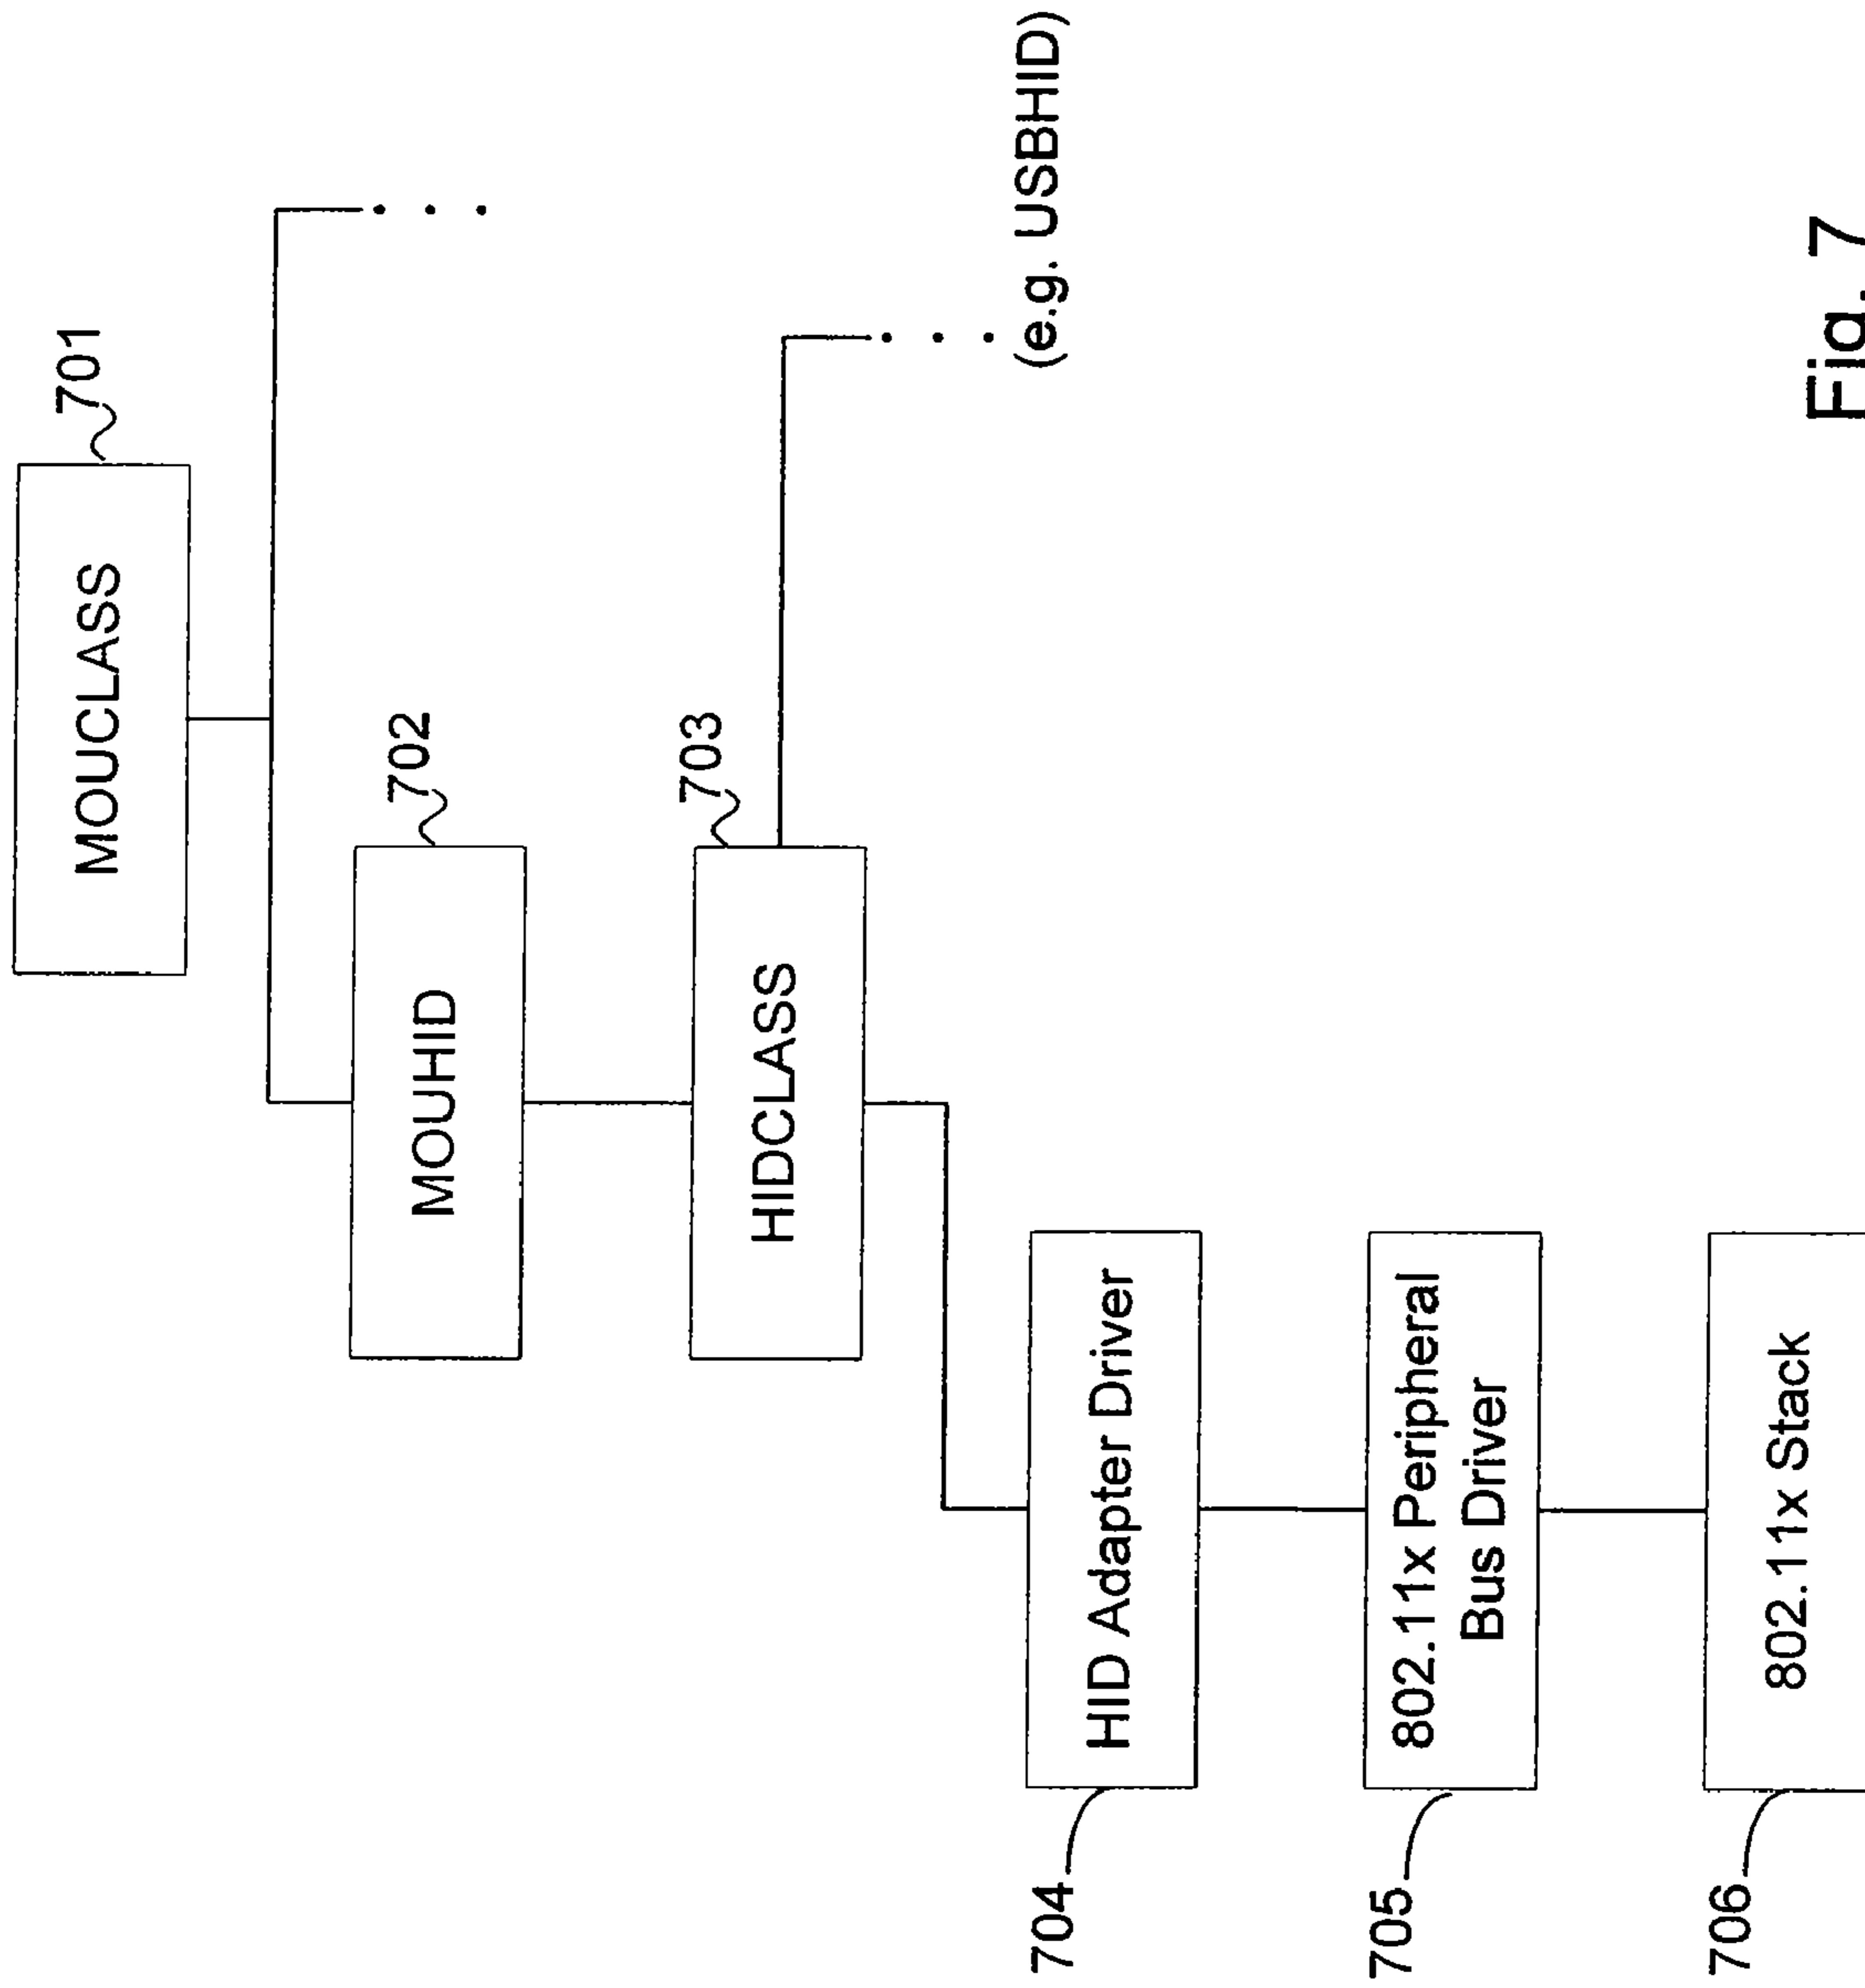 MOUCLASS
701
MOUHID
702
HIDCLASS
703
(e.g. USBHID)
HID Adapter Driver
704
802.11x Peripheral
Bus Driver
705
802.11x Stack
706
Fig. 7